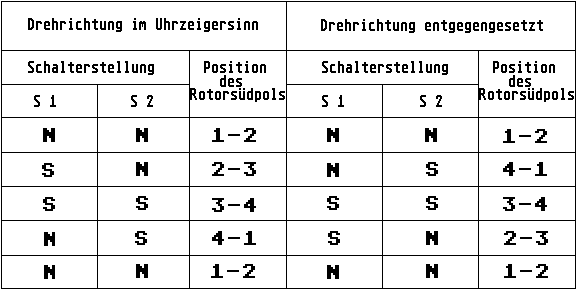 Drehrichtung im Uhrzeigersinn Drehrichtung entgegengesetzt
Schalterstellung Position des Rotorsüdpols Schalterstellung Position des Rotorsüdpols
S 1 S 2 S 1 S 2
N N 1-2 N N 1-2
S N 2-3 N S 4-1
S S 3-4 S S 3-4
N S 4-1 S N 2-3
N N 1-2 N N 1-2